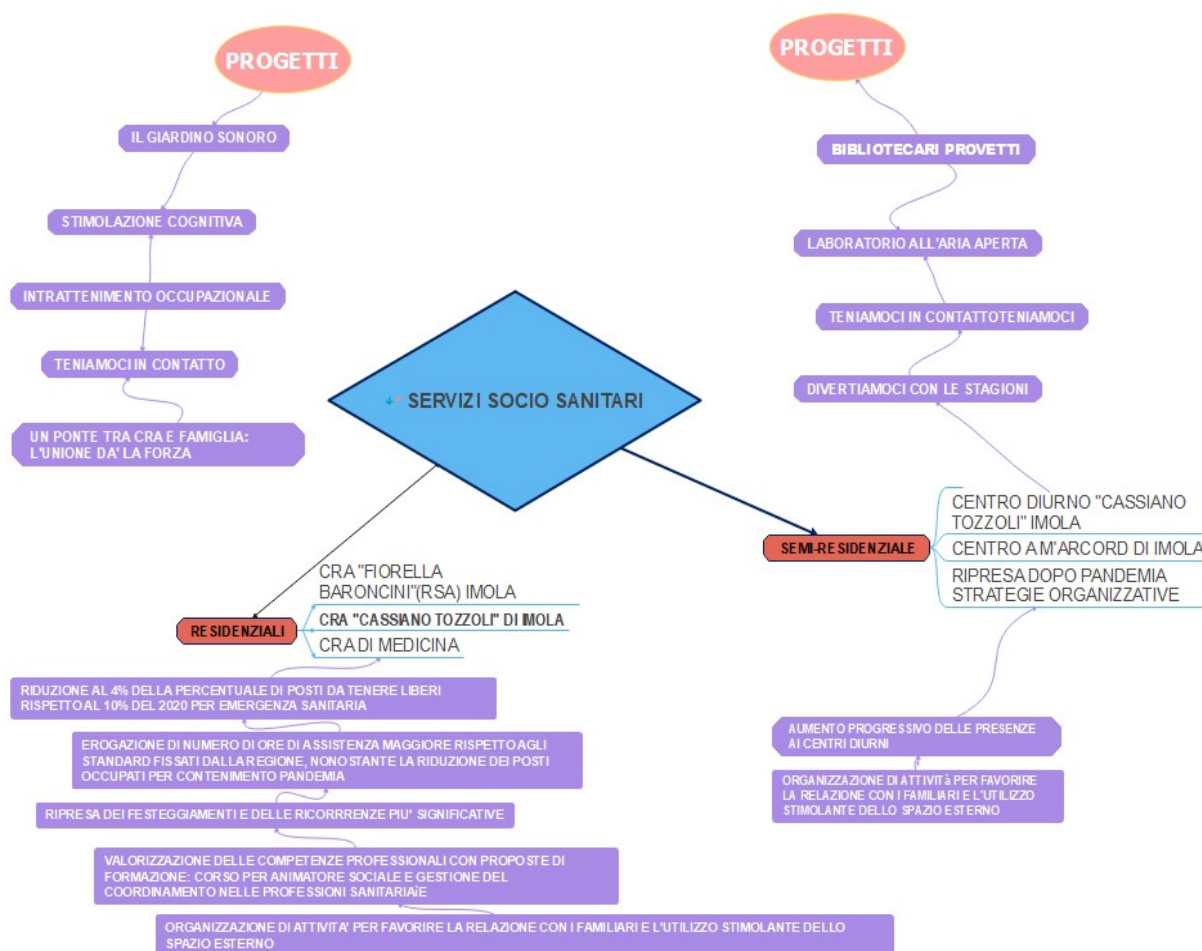 PROGETTI
IL GIARDINO SONORO
STIMOLAZIONE COGNITIVA
INTRATTENIMENTO OCCUPAZIONALE
TENIAMOCI IN CONTATTO
UN PONTE TRA CRA E FAMIGLIA:
L'UNIONE DA' LA FORZA
PROGETTI
BIBLIOTECARI PROVETTI
LABORATORIO ALL'ARIA APERTA
TENIAMOCI IN CONTATTOTENIAMOCI
DIVERTIAMOCI CON LE STAGIONI
SERVIZI SOCIO SANITARI
SEMI-RESIDENZIALE
CENTRO DIURNO "CASSIANO
TOZZOLI" IMOLA
CENTRO A M'ARCORD DI IMOLA
RIPRESA DOPO PANDEMIA
STRATEGIE ORGANIZZATIVE
AUMENTO PROGRESSIVO DELLE PRESENZE
AI CENTRI DIURNI
ORGANIZZAZIONE DI ATTIVITà PER FAVORIRE
LA RELAZIONE CON I FAMILIARI E L'UTILIZZO
STIMOLANTE DELLO SPAZIO ESTERNO
RESIDENZIALI
CRA "FIORELLA
BARONCINI"(RSA) IMOLA
CRA "CASSIANO TOZZOLI" DI IMOLA
CRA DI MEDICINA
RIDUZIONE AL 4% DELLA PERCENTUALE DI POSTI DA TENERE LIBERI
RISPETTO AL 10% DEL 2020 PER EMERGENZA SANITARIA
EROGAZIONE DI NUMERO DI ORE DI ASSISTENZA MAGGIORE RISPETTO AGLI
STANDARD FISSATI DALLA REGIONE, NONOSTANTE LA RIDUZIONE DEI POSTI
OCCUPATI PER CONTENIMENTO PANDEMIA
RIPRESA DEI FESTEGGIAMENTI E DELLE RICORRRENZE PIU' SIGNIFICATIVE
VALORIZZAZIONE DELLE COMPETENZE PROFESSIONALI CON PROPOSTE DI
FORMAZIONE: CORSO PER ANIMATORE SOCIALE E GESTIONE DEL
COORDINAMENTO NELLE PROFESSIONI SANITARIAìE
ORGANIZZAZIONE DI ATTIVITA' PER FAVORIRE LA RELAZIONE CON I FAMILIARI E L'UTILIZZO STIMOLANTE DELLO
SPAZIO ESTERNO